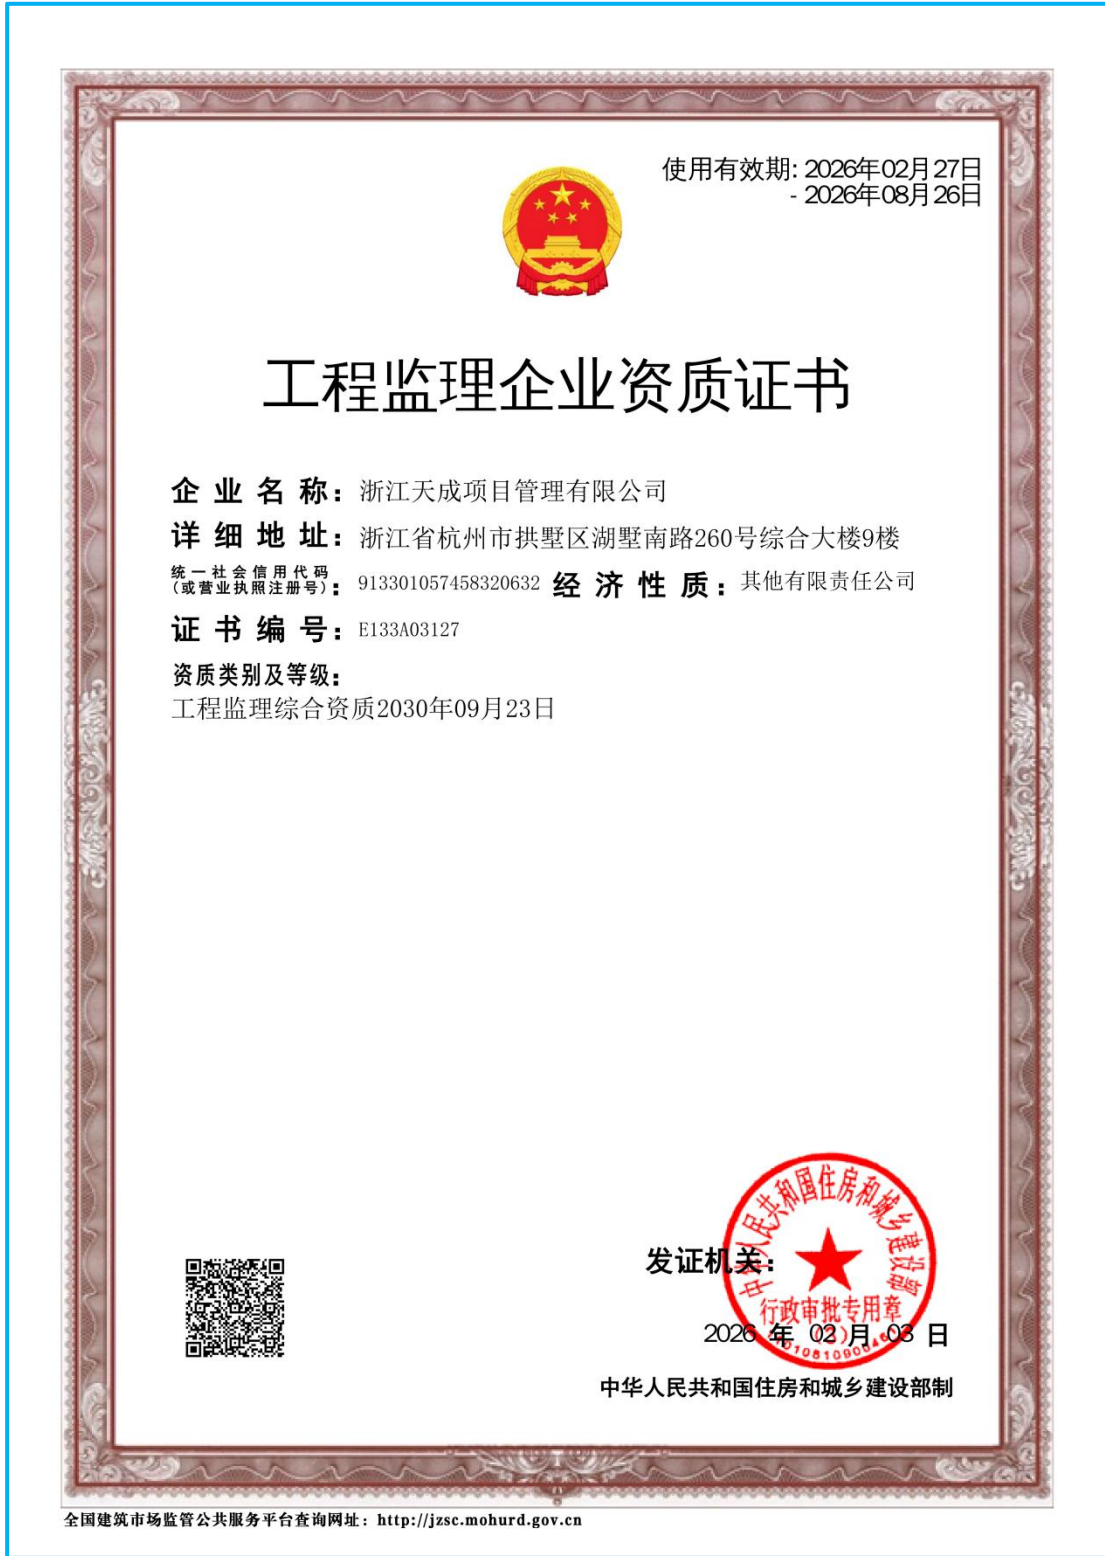 使用有效期: 2026年02月27日
- 2026年08月26日
工程监理企业资质证书
企业名称: 浙江天成项目管理有限公司
详细地址: 浙江省杭州市拱墅区湖墅南路260号综合大楼9楼
统一社会信用代码
(或营业执照注册号): 913301057458320632 经济性质: 其他有限责任公司
证书编号: E133A03127
资质类别及等级:
工程监理综合资质2030年09月23日
中华人民共和国住房和城乡建设部
发证机关:
行政审批专用章
(3)
2026 年 02 月 03 日
中华人民共和国住房和城乡建设部制
全国建筑市场监管公共服务平台查询网址: http://jzsc.mohurd.gov.cn